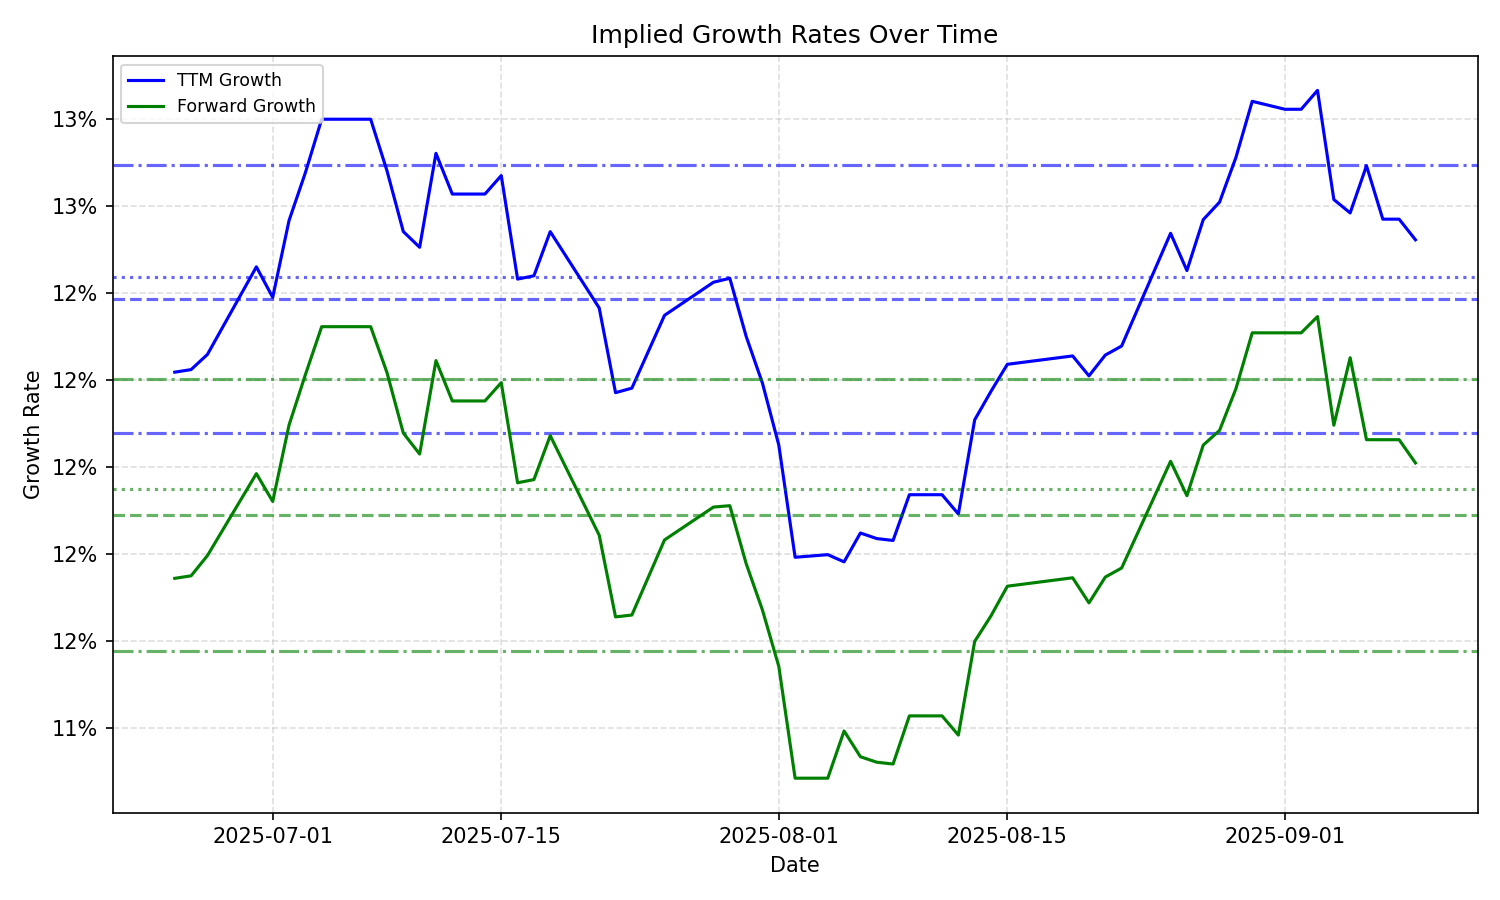 Implied Growth Rates Over Time
TTM Growth
Forward Growth
13%
13%
12%
12%
12%
12%
12%
11%
Growth Rate
2025-07-01
2025-07-15
2025-08-01
2025-08-15
2025-09-01
Date